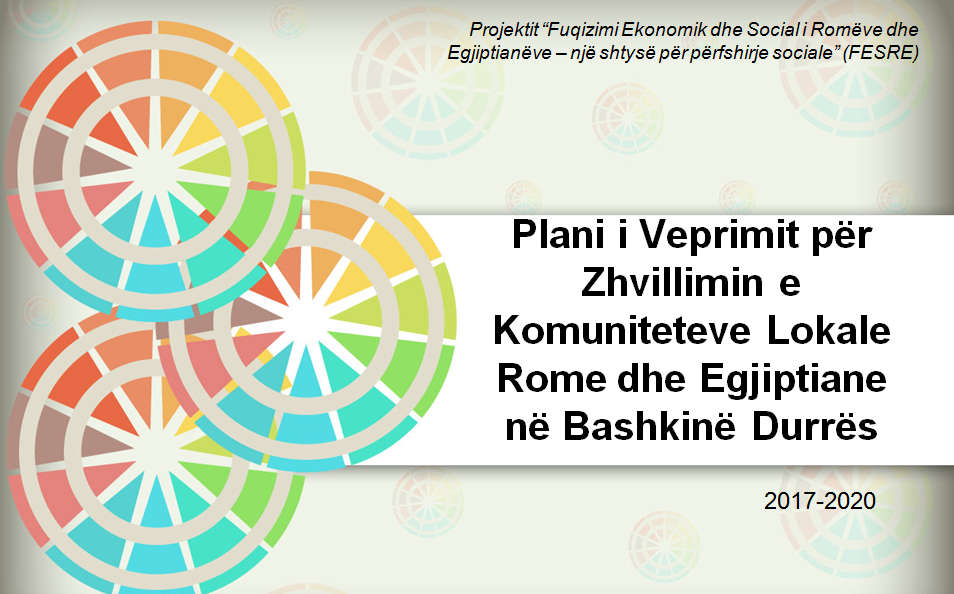 Projektit “Fuqizimi Ekonomik dhe Social i Romëve dhe
Egjiptianëve – një shtysë për përfshirje sociale” (FESRE)
Plani i Veprimit për
Zhvillimin e
Komuniteteve Lokale
Rome dhe Egjiptiane
në Bashkinë Durrës
2017-2020